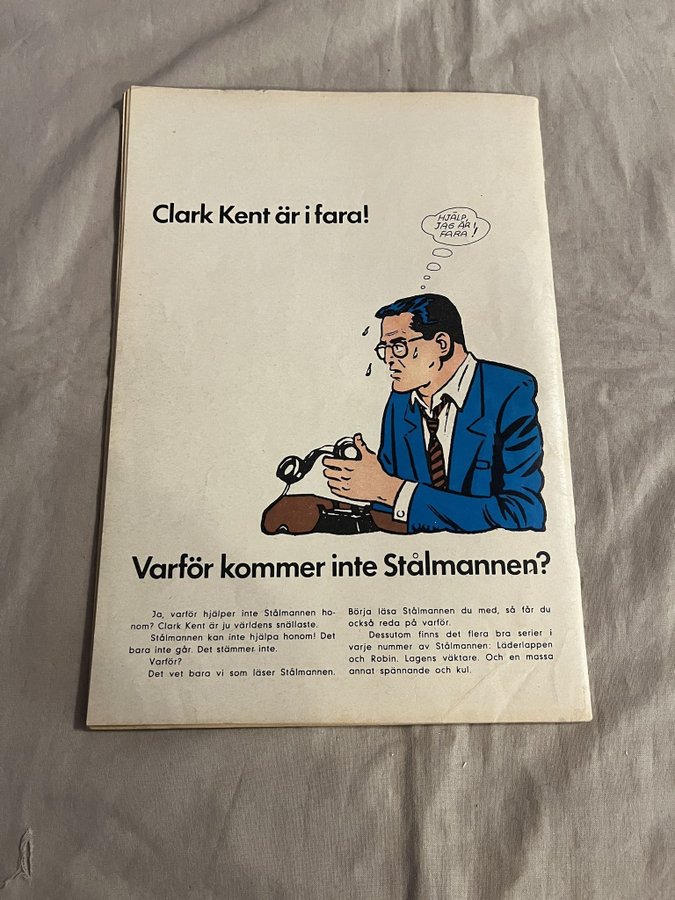 Clark Kent är i fara!
HJÄLP,
JAG ÄR I
FARA!
Varför kommer inte Stålmannen?
Ja, varför hjälper inte Stålmannen ho-
nom? Clark Kent är ju världens snällaste.
Stålmannen kan inte hjälpa honom! Det
bara inte går. Det stämmer inte.
Varför?
Det vet bara vi som läser Stålmannen.
Börja läsa Stålmannen du med, så får du
också reda på varför.
Dessutom finns det flera bra serier i
varje nummer av Stålmannen: Läderlappen
och Robin. Lagens väktare. Och en massa
annat spännande och kul.